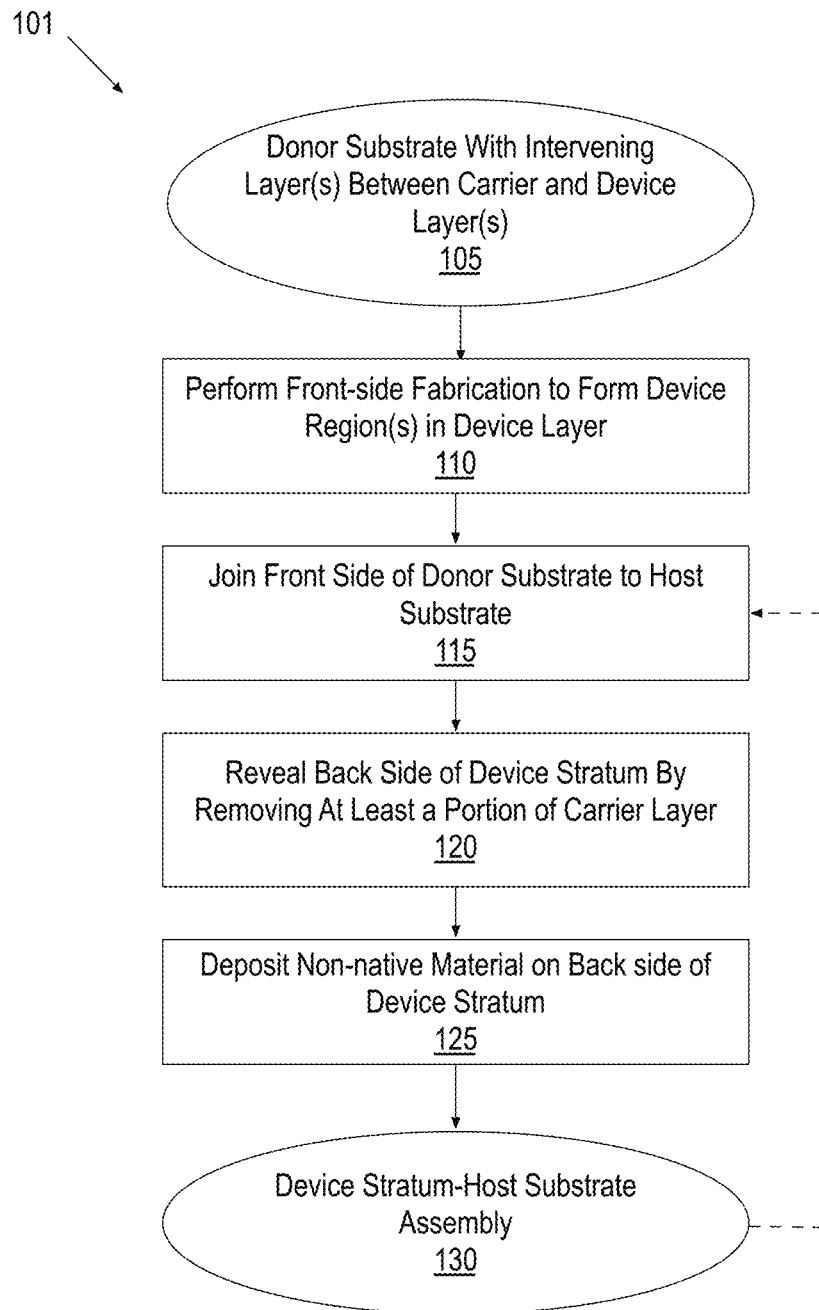 101
Donor Substrate With Intervening
Layer(s) Between Carrier and Device
Layer(s)
105
Perform Front-side Fabrication to Form Device
Region(s) in Device Layer
110
Join Front Side of Donor Substrate to Host
Substrate
115
Reveal Back Side of Device Stratum By
Removing At Least a Portion of Carrier Layer
120
Deposit Non-native Material on Back side of
Device Stratum
125
Device Stratum-Host Substrate
Assembly
130